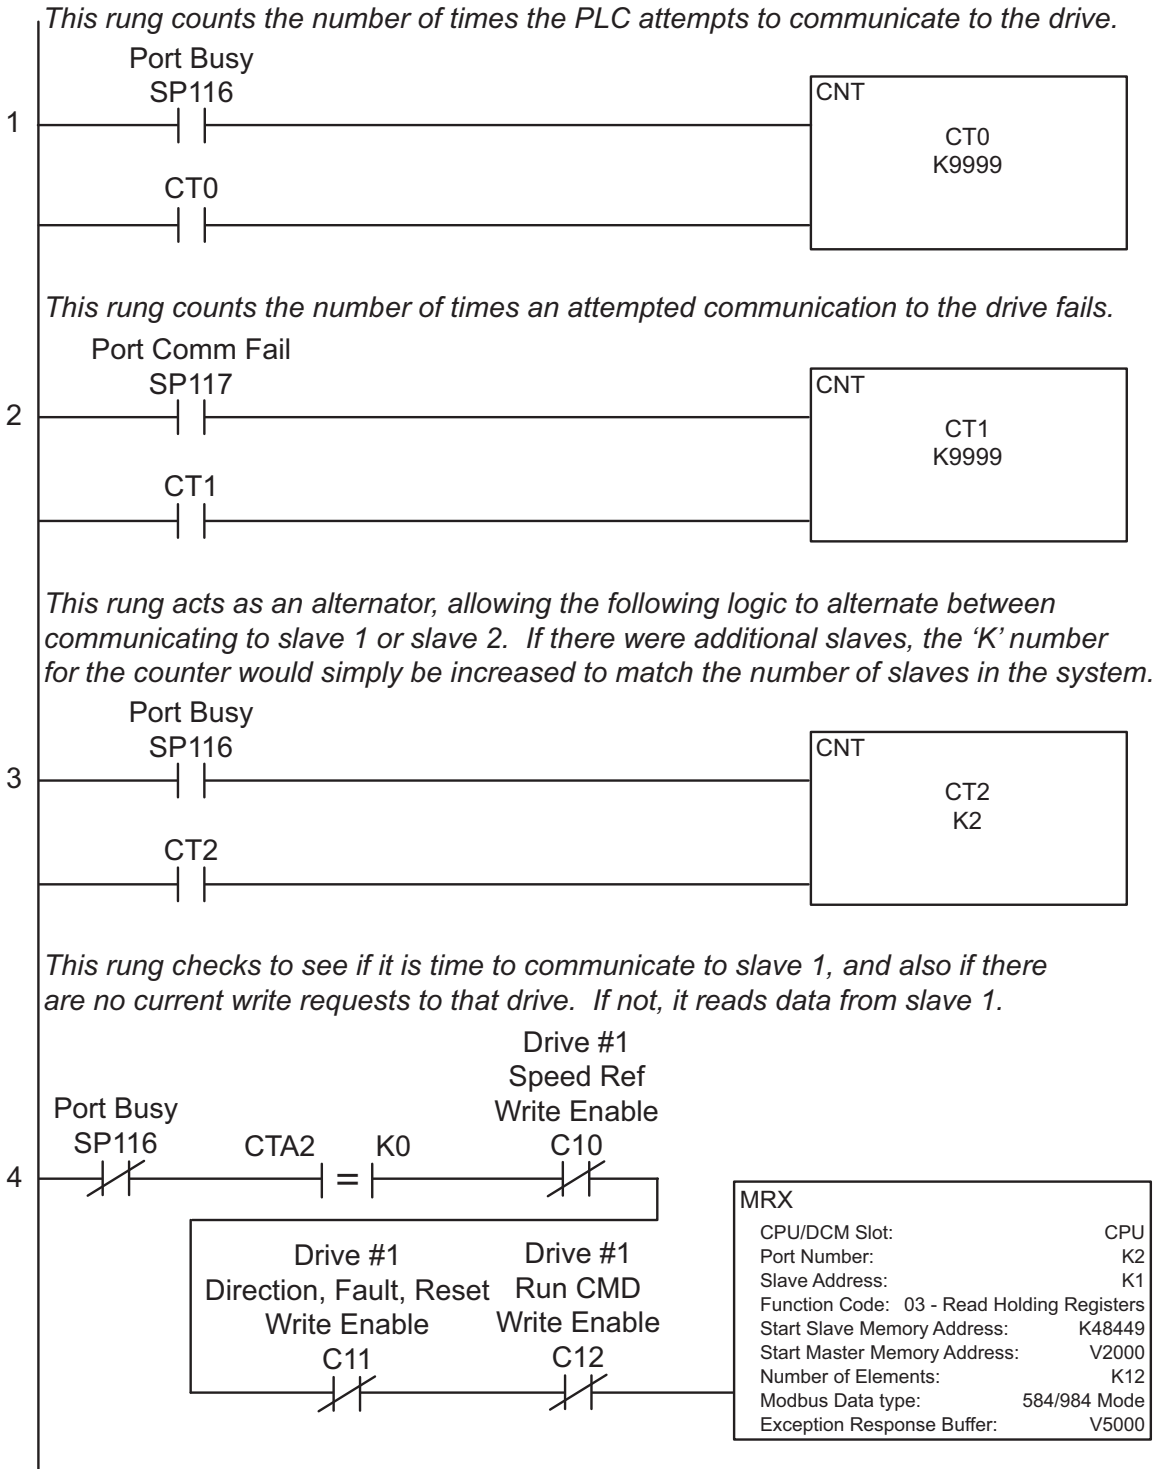 This rung counts the number of times the PLC attempts to communicate to the drive.
Port Busy
SP116
CNT
1
CT0
K9999
CT0
This rung counts the number of times an attempted communication to the drive fails.
Port Comm Fail
SP117
CNT
2
CT1
K9999
CT1
This rung acts as an alternator, allowing the following logic to alternate between
communicating to slave 1 or slave 2.  If there were additional slaves, the ‘K’ number
for the counter would simply be increased to match the number of slaves in the system.
Port Busy
SP116
CNT
3
CT2
K2
CT2
This rung checks to see if it is time to communicate to slave 1, and also if there
are no current write requests to that drive.  If not, it reads data from slave 1.
Drive #1
Speed Ref
Write Enable
C10
Port Busy
SP116
CTA2 = K0
4
Drive #1
Direction, Fault, Reset
Write Enable
C11
Drive #1
Run CMD
Write Enable
C12
MRX
CPU/DCM Slot: CPU
Port Number: K2
Slave Address: K1
Function Code: 03 - Read Holding Registers
Start Slave Memory Address: K48449
Start Master Memory Address: V2000
Number of Elements: K12
Modbus Data type: 584/984 Mode
Exception Response Buffer: V5000